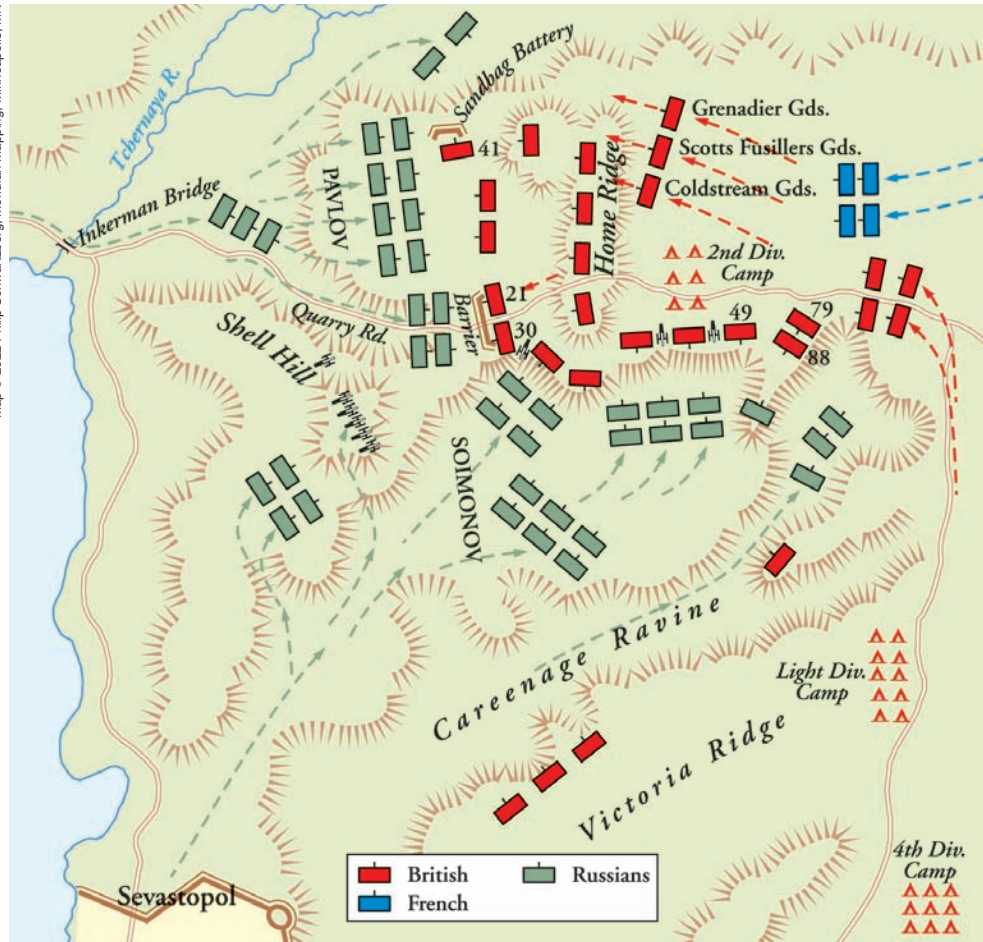 Sandbag Battery
Tchernaya R.
Grenadier Gds.
41
Scotts Fusillers Gds.
PAVLOV
Home Ridge
Coldstream Gds.
Inkerman Bridge
2nd Div.
Camp
21
Barrier
Quarry Rd.
49
79
30
88
Shell Hill
SOIMONOV
Careenage Ravine
Light Div.
Camp
Victoria Ridge
4th Div.
Camp
Sevastopol
British
Russians
French